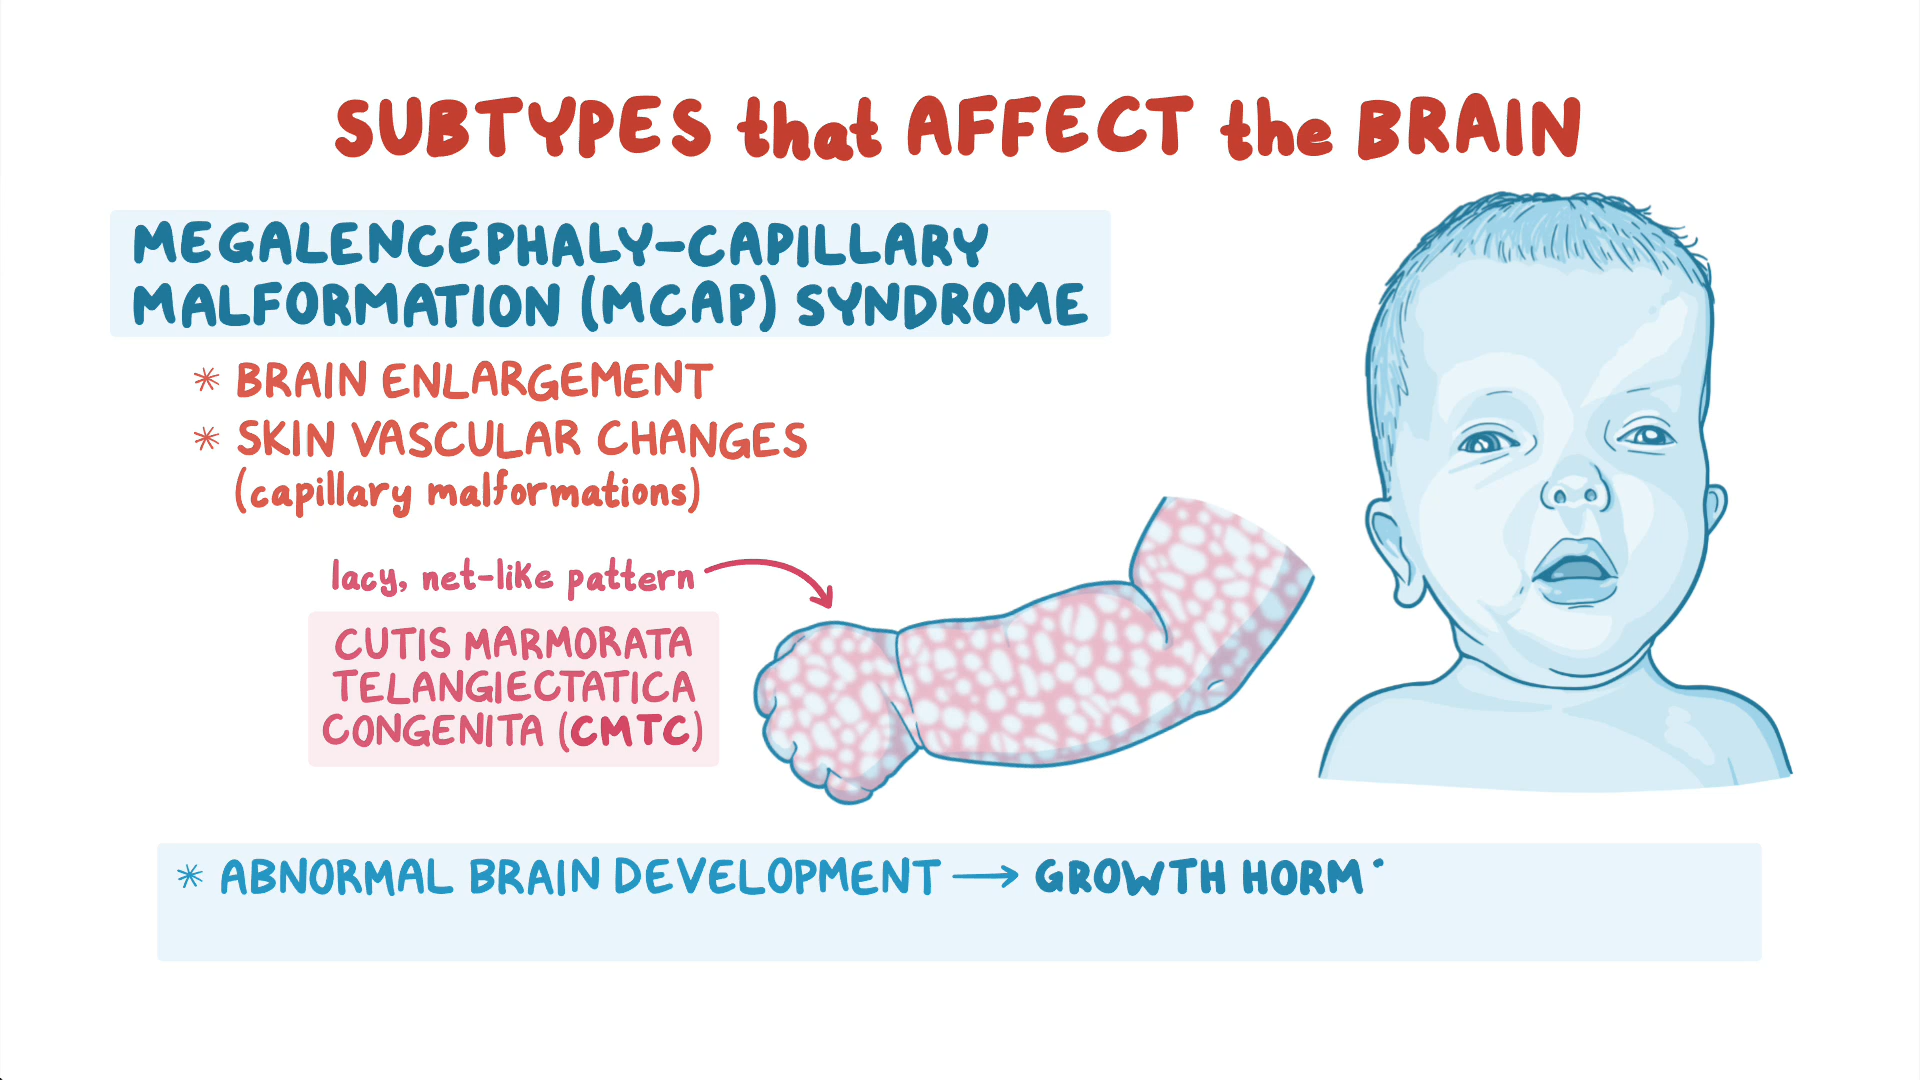 SUBTYPES that AFFECT the BRAIN
MEGALENCEPHALY-CAPILLARY
MALFORMATION (MCAP) SYNDROME
* BRAIN ENLARGEMENT
* SKIN VASCULAR CHANGES
(capillary malformations)
lacy, net-like pattern
CUTIS MARMORATA
TELANGIECTATICA
CONGENITA (CMTC)
* ABNORMAL BRAIN DEVELOPMENT → GROWTH HORM